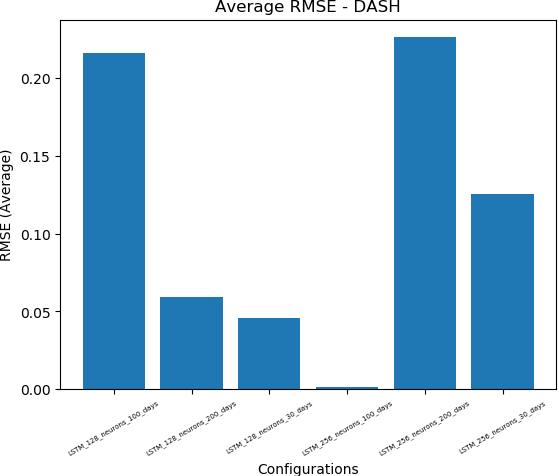 Average RMSE - DASH
RMSE (Average)
0.20
0.15
0.10
0.05
0.00
LSTM_128_neurons_100_days
LSTM_128_neurons_200_days
LSTM_128_neurons_30_days
LSTM_256_neurons_100_days
LSTM_256_neurons_200_days
LSTM_256_neurons_30_days
Configurations